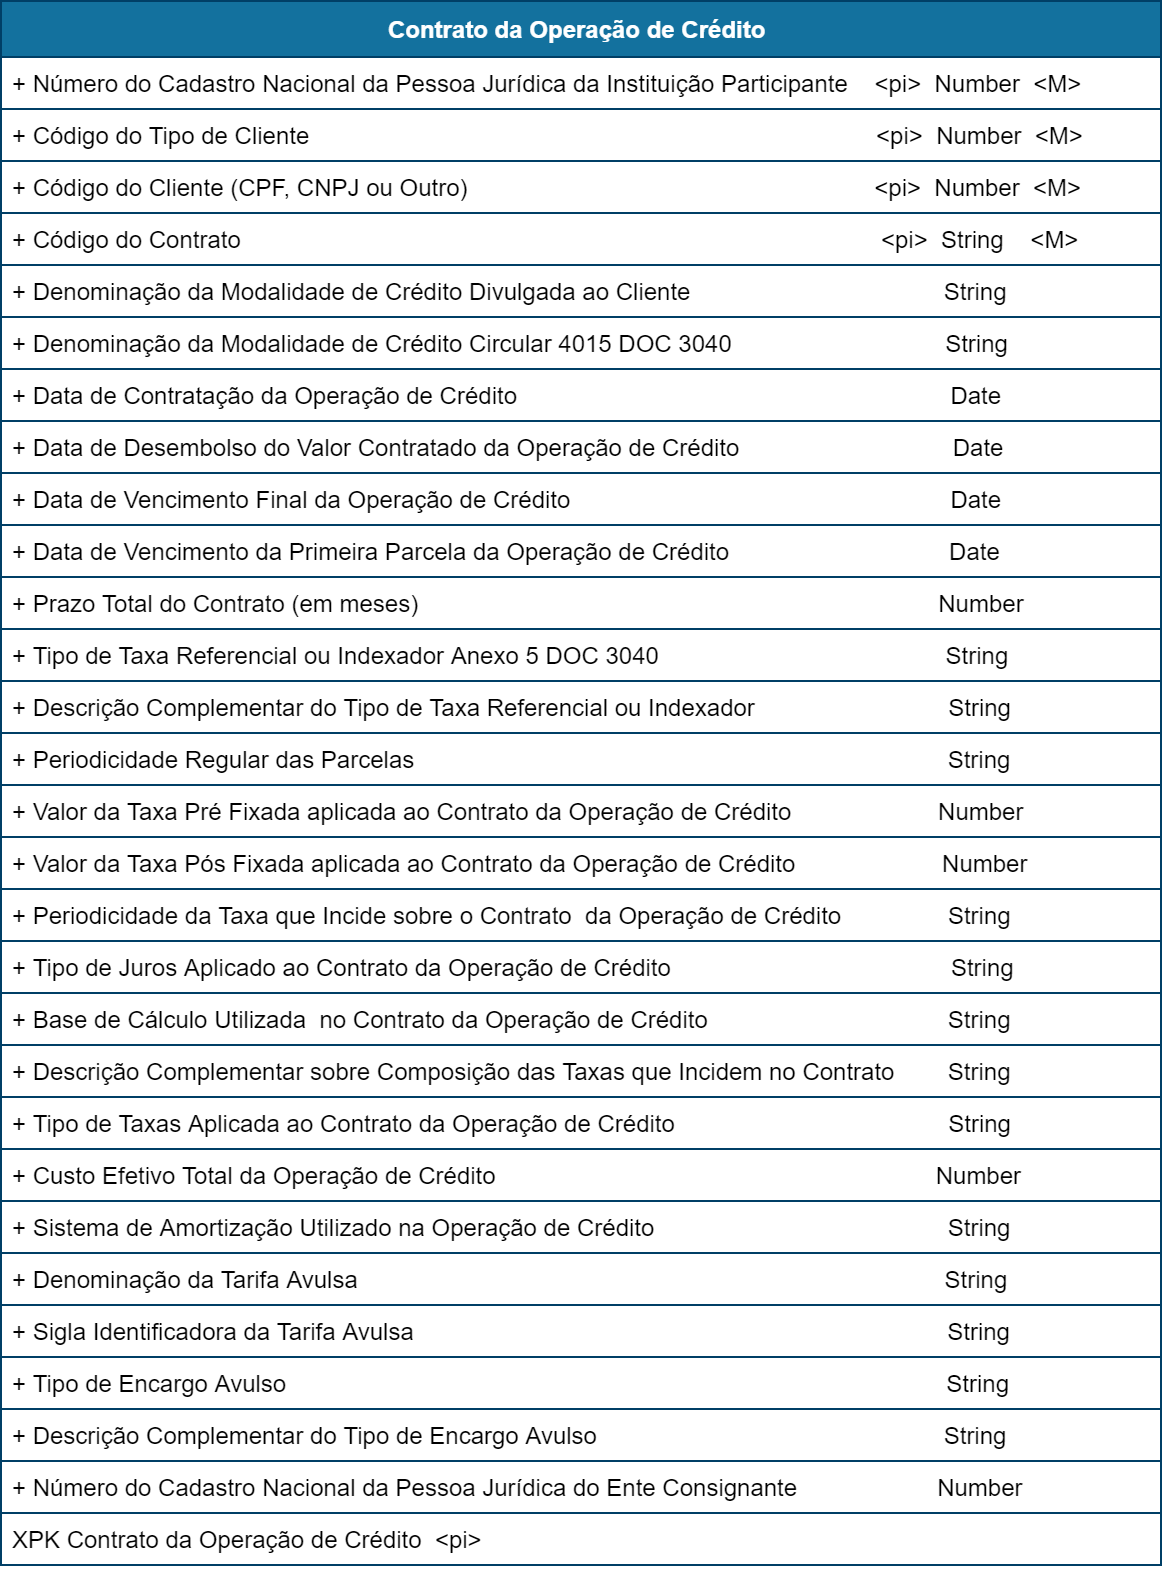 Contrato da Operação de Crédito
+ Número do Cadastro Nacional da Pessoa Jurídica da Instituição Participante <pi> Number <M>
+ Código do Tipo de Cliente <pi> Number <M>
+ Código do Cliente (CPF, CNPJ ou Outro) <pi> Number <M>
+ Código do Contrato <pi> String <M>
+ Denominação da Modalidade de Crédito Divulgada ao Cliente String
+ Denominação da Modalidade de Crédito Circular 4015 DOC 3040 String
+ Data de Contratação da Operação de Crédito Date
+ Data de Desembolso do Valor Contratado da Operação de Crédito Date
+ Data de Vencimento Final da Operação de Crédito Date
+ Data de Vencimento da Primeira Parcela da Operação de Crédito Date
+ Prazo Total do Contrato (em meses) Number
+ Tipo de Taxa Referencial ou Indexador Anexo 5 DOC 3040 String
+ Descrição Complementar do Tipo de Taxa Referencial ou Indexador String
+ Periodicidade Regular das Parcelas String
+ Valor da Taxa Pré Fixada aplicada ao Contrato da Operação de Crédito Number
+ Valor da Taxa Pós Fixada aplicada ao Contrato da Operação de Crédito Number
+ Periodicidade da Taxa que Incide sobre o Contrato da Operação de Crédito String
+ Tipo de Juros Aplicado ao Contrato da Operação de Crédito String
+ Base de Cálculo Utilizada no Contrato da Operação de Crédito String
+ Descrição Complementar sobre Composição das Taxas que Incidem no Contrato String
+ Tipo de Taxas Aplicada ao Contrato da Operação de Crédito String
+ Custo Efetivo Total da Operação de Crédito Number
+ Sistema de Amortização Utilizado na Operação de Crédito String
+ Denominação da Tarifa Avulsa String
+ Sigla Identificadora da Tarifa Avulsa String
+ Tipo de Encargo Avulso String
+ Descrição Complementar do Tipo de Encargo Avulso String
+ Número do Cadastro Nacional da Pessoa Jurídica do Ente Consignante Number
XPK Contrato da Operação de Crédito <pi>